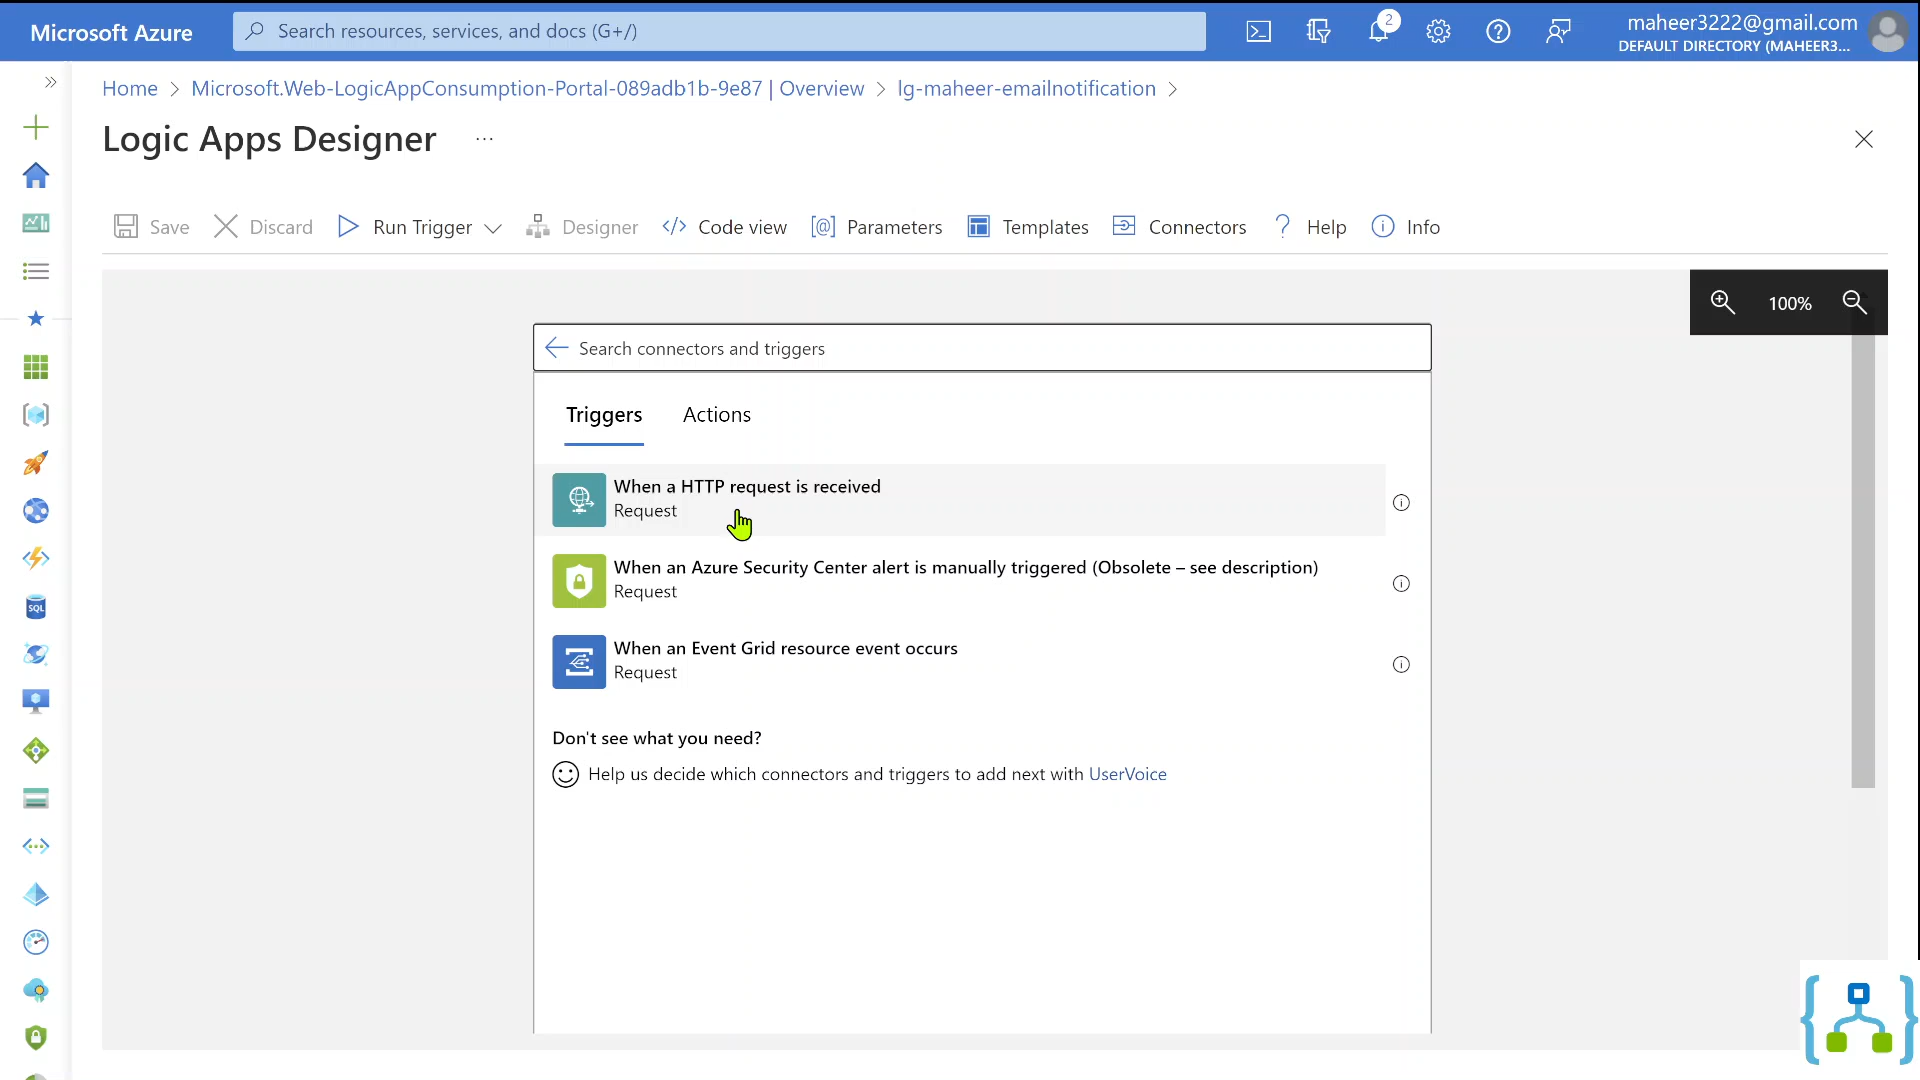 Microsoft Azure
Search resources, services, and docs (G+/)
2
maheer3222@gmail.com
DEFAULT DIRECTORY (MAHEER3...
Home > Microsoft.Web-LogicAppConsumption-Portal-089adb1b-9e87 | Overview > lg-maheer-emailnotification >
Logic Apps Designer ...
Save Discard Run Trigger Designer Code view Parameters Templates Connectors Help Info
100%
Search connectors and triggers
Triggers Actions
When a HTTP request is received
Request
When an Azure Security Center alert is manually triggered (Obsolete – see description)
Request
When an Event Grid resource event occurs
Request
Don't see what you need?
Help us decide which connectors and triggers to add next with UserVoice
SQL